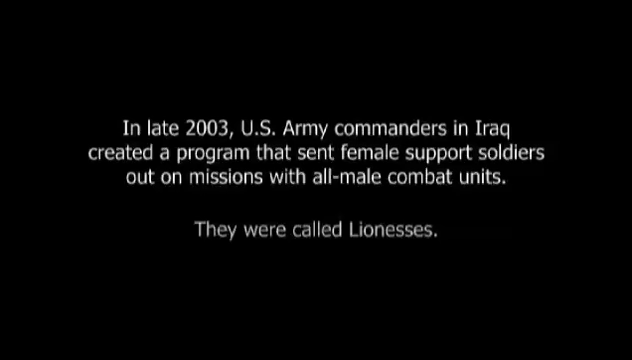 In late 2003, U.S. Army commanders in Iraq
created a program that sent female support soldiers
out on missions with all-male combat units.
They were called Lionesses.